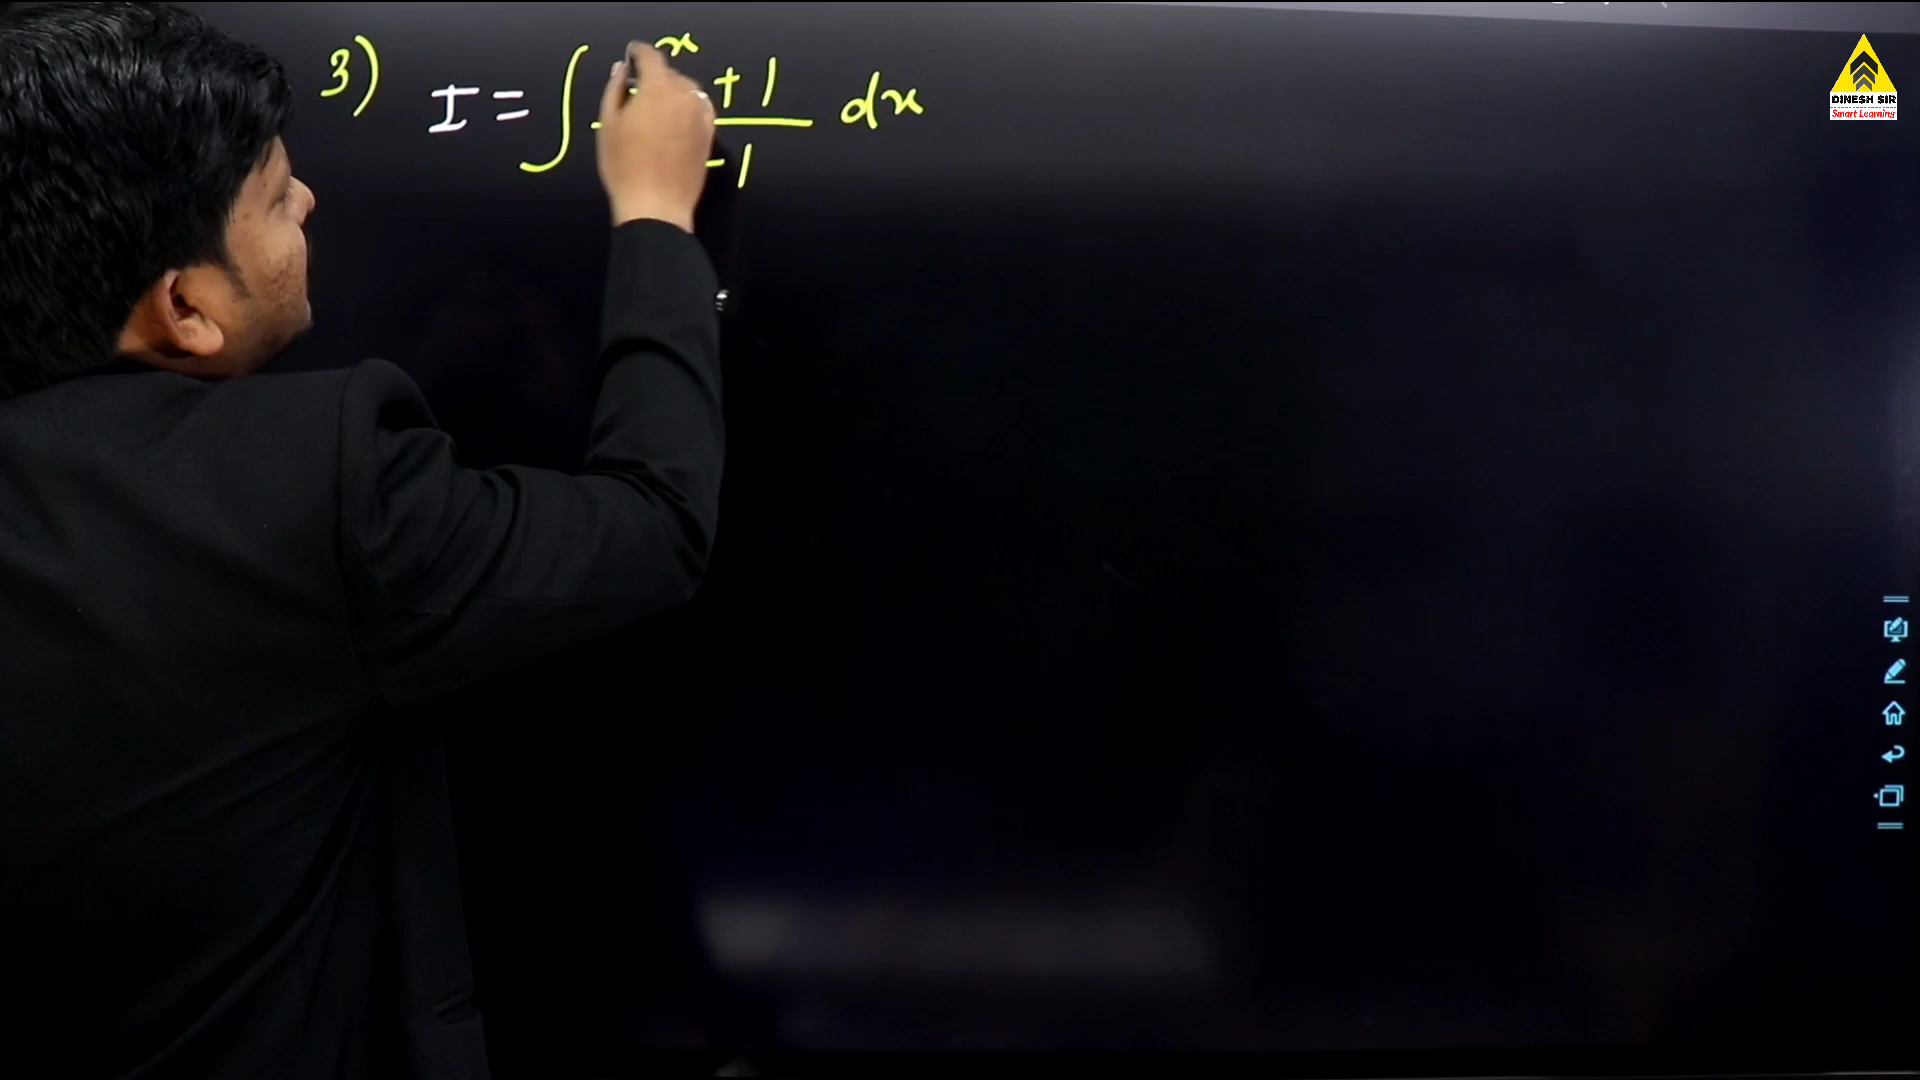 3) I = ∫ x + 1 dx
- 1
DINESH SIR
Smart Learning